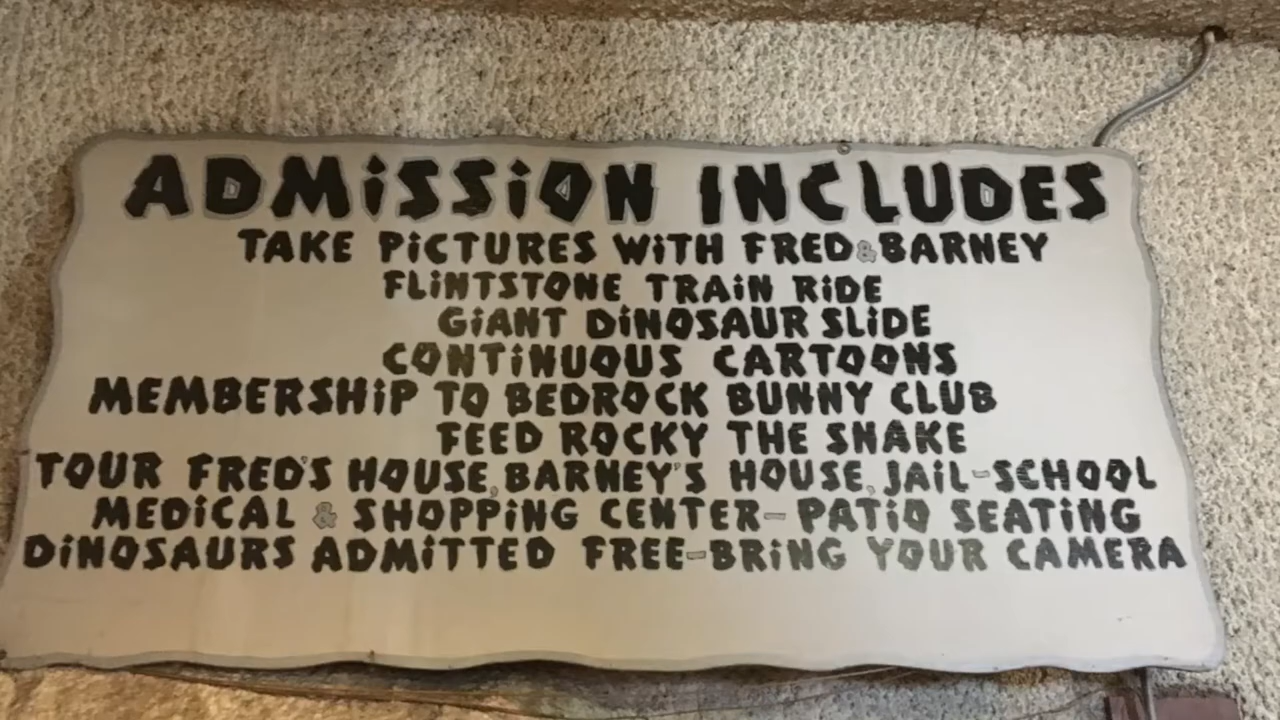 ADMiSSiON INCLUDES
TAKE PiCTURES WiTH FRED & BARNEY
FLiNTSTONE TRAiN RiDE
GiANT DiNOSAUR SLiDE
CONTiNUOUS CARTOONS
MEMBERSHiP TO BEDROCK BUNNY CLUB
FEED ROCKY THE SNAKE
TOUR FRED'S HOUSE, BARNEY'S HOUSE, JAiL-SCHOOL
MEDiCAL & SHOPPiNG CENTER-PATiO SEATiNG
DiNOSAURS ADMiTTED FREE-BRiNG YOUR CAMERA